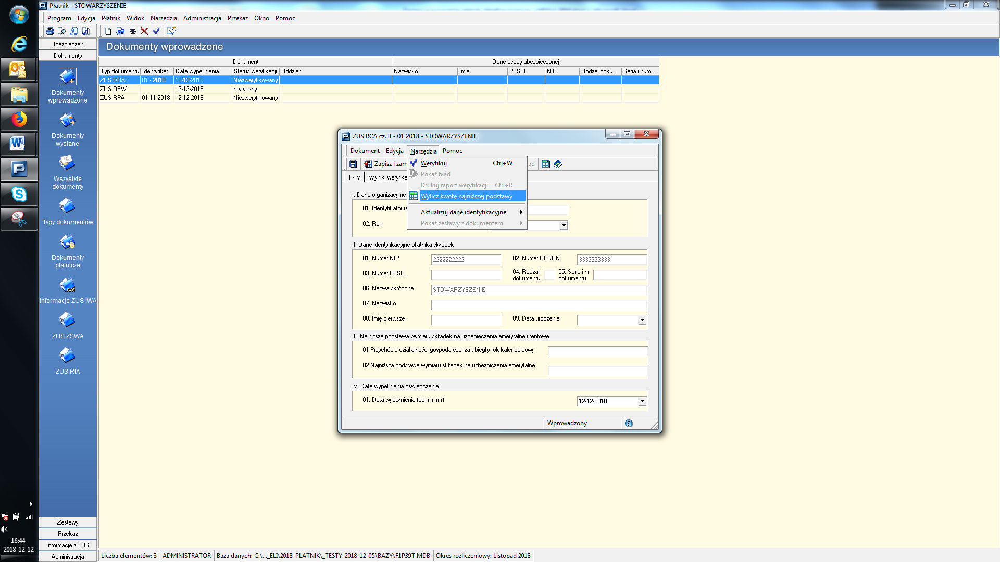 Płatnik - STOWARZYSZENIE
Program Edycja Płatnik Widok Narzędzia Administracja Przekaz Okno Pomoc
Ubezpieczeni
Dokumenty
Dokumenty wprowadzone
Dokumenty wysłane
Wszystkie dokumenty
Typy dokumentów
Dokumenty płatnicze
IWA
Informacje ZUS IWA
ZUS ZSWA
ZUS RIA
Zestawy
Przekaz
Informacje z ZUS
Administracja
Dokumenty wprowadzone
Dokument Dane osoby ubezpieczonej
Typ dokumentu Identyfikat... Data wypełnienia Status weryfikacji Oddział Nazwisko Imię PESEL NIP Rodzaj doku... Seria i num...
ZUS DRA2 01 - 2018 12-12-2018 Niezweryfikowany
ZUS OSW 12-12-2018 Krytyczny
ZUS RPA 01 11-2018 12-12-2018 Niezweryfikowany
ZUS RCA cz. II - 01 2018 - STOWARZYSZENIE
Dokument Edycja Narzędzia Pomoc
Zapisz i zam
ąd
I - IV Wyniki weryfika
Weryfikuj Ctrl+W
Pokaż błąd
Drukuj raport weryfikacji Ctrl+R
Wylicz kwotę najniższej podstawy
Aktualizuj dane identyfikacyjne
Pokaż zestawy z dokumentem
I. Dane organizacyjne
01. Identyfikator ra
02. Rok
II. Dane identyfikacyjne płatnika składek
01. Numer NIP 2222222222 02. Numer REGON 3333333333
03. Numer PESEL 04. Rodzaj dokumentu 05. Seria i nr dokumentu
06. Nazwa skrócona STOWARZYSZENIE
07. Nazwisko
08. Imię pierwsze 09. Data urodzenia
III. Najniższa podstawa wymiaru składek na uzbepieczenia emerytalne i rentowe.
01 Przychód z działalności gospodarczej za ubiegły rok kalendarzowy
02 Najniższa podstawa wymiaru składek na uzbezpiczenia emerytalne
IV. Data wypełnienia oświadczenia
01. Data wypełnienia (dd-mm-rrrr) 12-12-2018
Wprowadzony
16:44
2018-12-12
Liczba elementów: 3 ADMINISTRATOR Baza danych: C:\..._ELI\2018-PLATNIK\_TESTY-2018-12-05\BAZY\F1P39T.MDB Okres rozliczeniowy: Listopad 2018